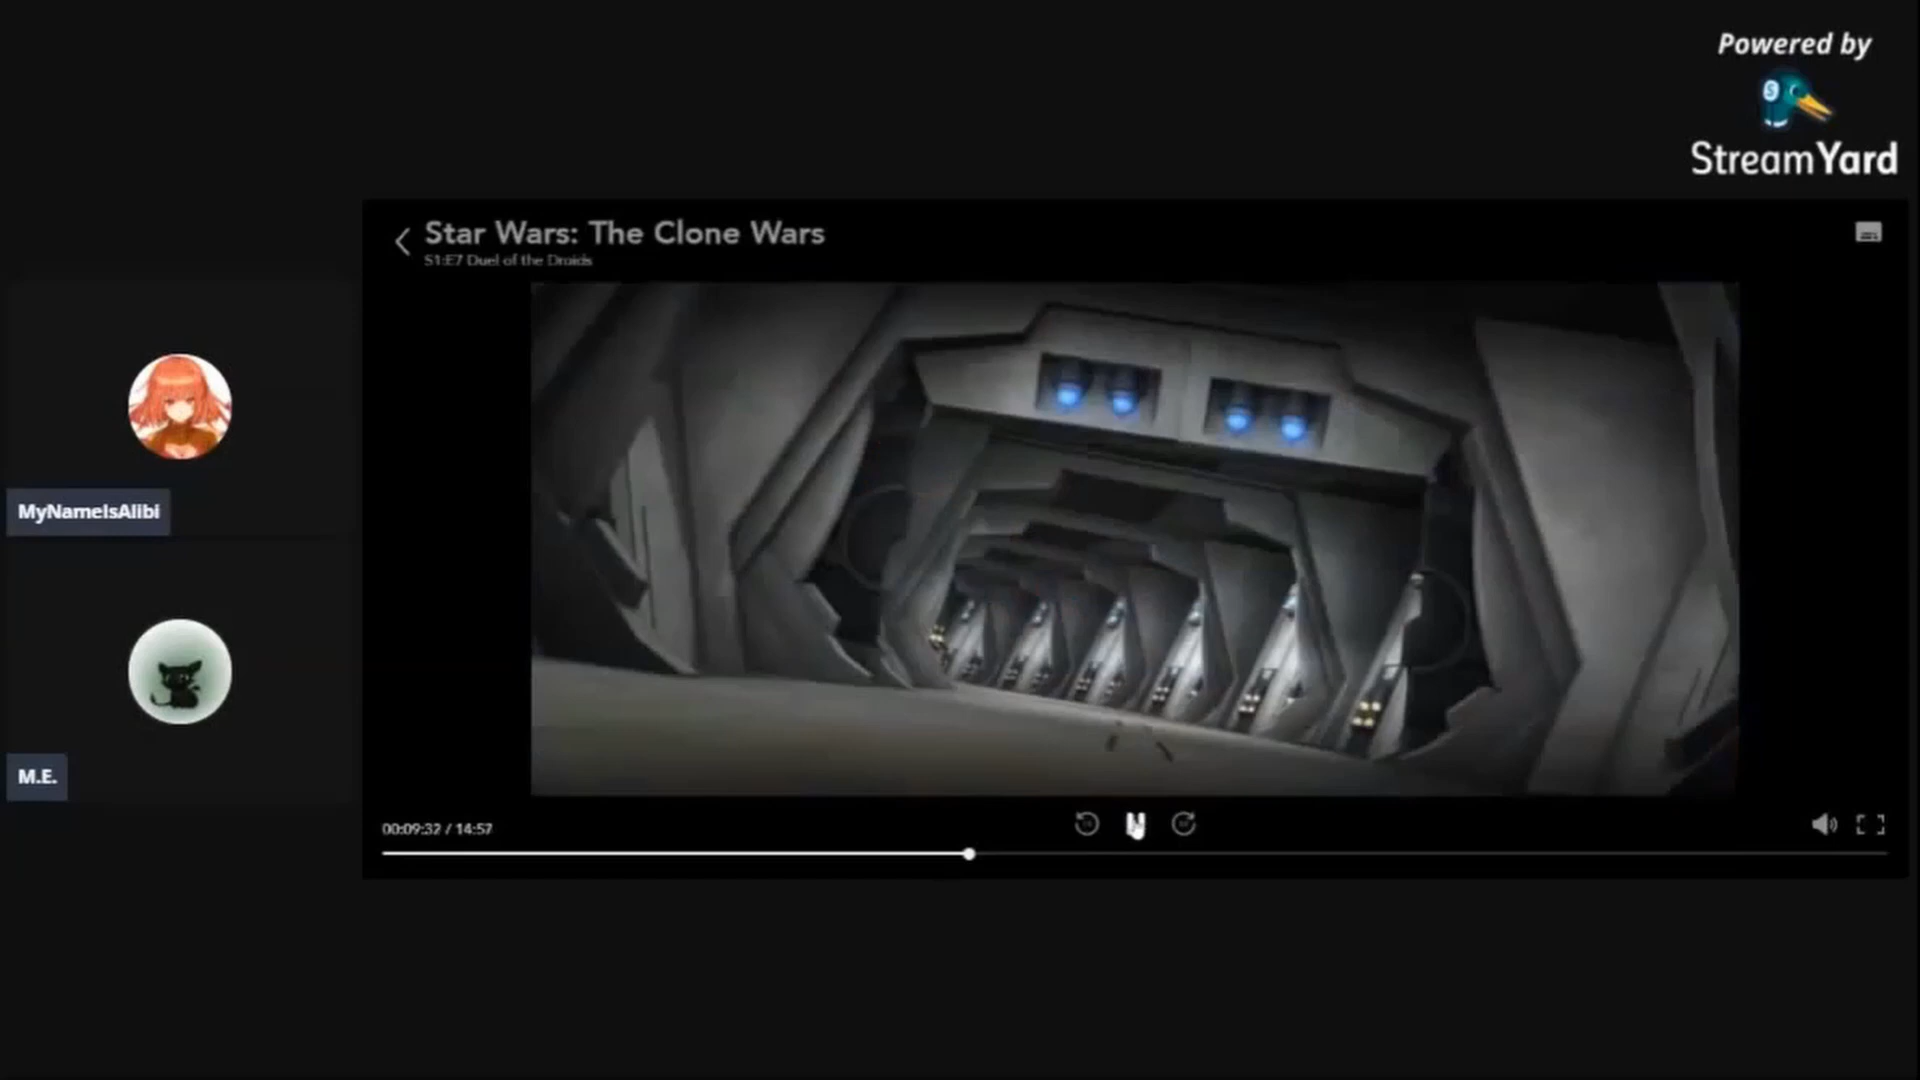 Powered by
StreamYard
Star Wars: The Clone Wars
S1:E7 Duel of the Droids
MyNameIsAlibi
M.E.
00:09:32 / 14:57